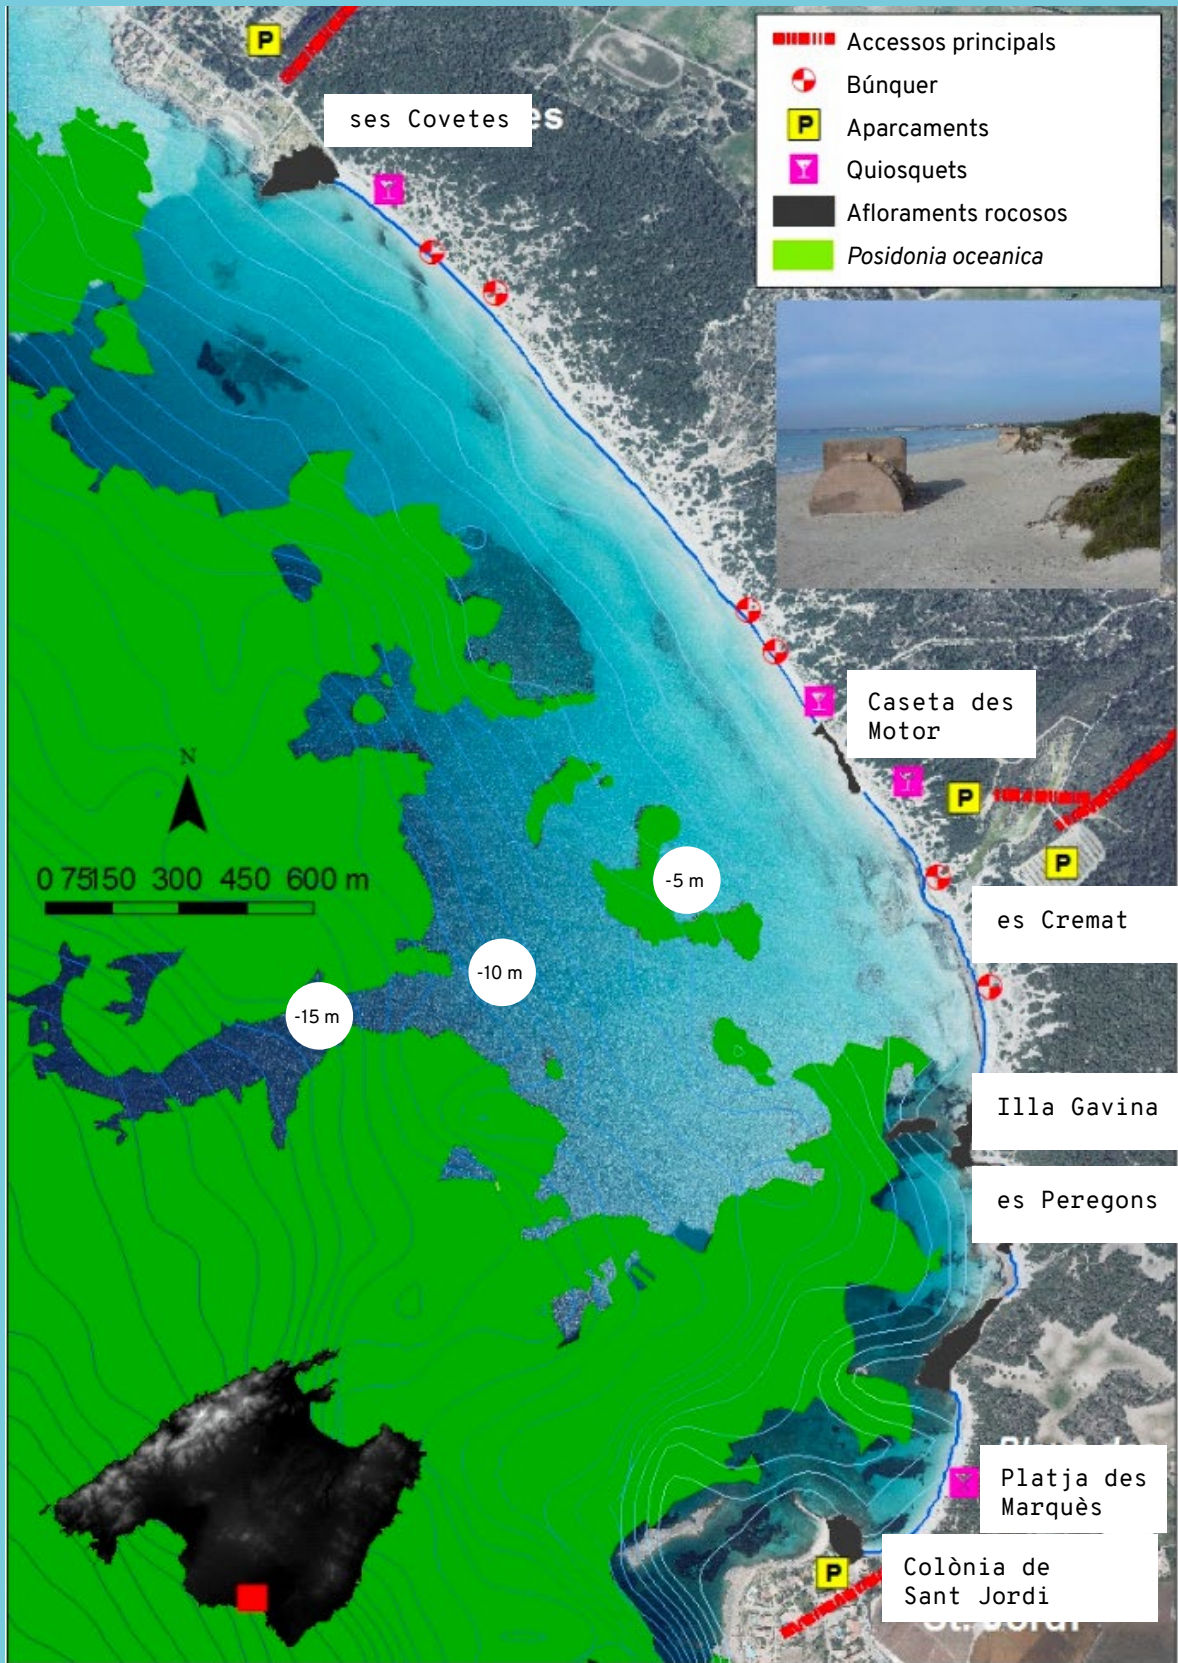 P
Accessos principals
Búnquer
P Aparcaments
Quiosquets
Afloraments rocosos
Posidonia oceanica
ses Covetes es
Caseta des
Motor
P
P
N
0 75 150 300 450 600 m
-5 m
es Cremat
-10 m
-15 m
Illa Gavina
es Peregons
Platja des
Marquès
P
Colònia de
Sant Jordi